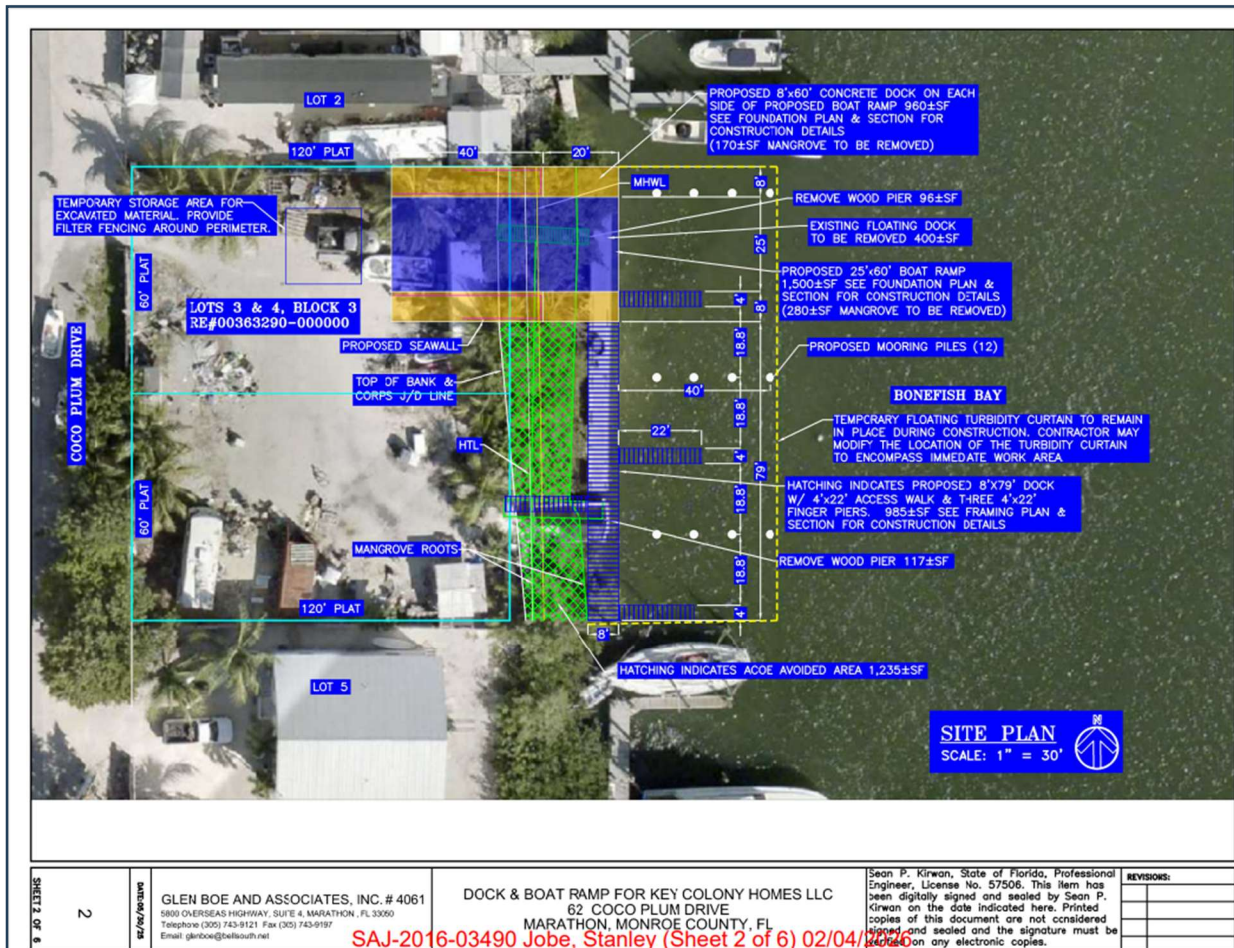 LOT 2
PROPOSED 8'x60' CONCRETE DOCK ON EACH
SIDE OF PROPOSED BOAT RAMP 960±SF
SEE FOUNDATION PLAN & SECTION FOR
CONSTRUCTION DETAILS
(170±SF MANGROVE TO BE REMOVED)
120' PLAT
40'
20'
MHWL
8'
REMOVE WOOD PIER 96±SF
TEMPORARY STORAGE AREA FOR
EXCAVATED MATERIAL. PROVIDE
FILTER FENCING AROUND PERIMETER.
EXISTING FLOATING DOCK
TO BE REMOVED 400±SF
25'
60' PLAT
PROPOSED 25'x60' BOAT RAMP
1,500±SF SEE FOUNDATION PLAN &
SECTION FOR CONSTRUCTION DETAILS
(280±SF MANGROVE TO BE REMOVED)
LOTS 3 & 4, BLOCK 3
RE#00363290-000000
4'
8'
PROPOSED SEAWALL
18.8'
PROPOSED MOORING PILES (12)
COCO PLUM DRIVE
TOP OF BANK &
CORPS J/D LINE
40'
BONEFISH BAY
18.8'
TEMPORARY FLOATING TURBIDITY CURTAIN TO REMAIN
IN PLACE DURING CONSTRUCTION. CONTRACTOR MAY
MODIFY THE LOCATION OF THE TURBIDITY CURTAIN
TO ENCOMPASS IMMEDATE WORK AREA
HTL
22'
4'
79'
60' PLAT
18.8'
HATCHING INDICATES PROPOSED 8'X79' DOCK
W/ 4'x22' ACCESS WALK & THREE 4'x22'
FINGER PIERS. 985±SF SEE FRAMING PLAN &
SECTION FOR CONSTRUCTION DETAILS
MANGROVE ROOTS
REMOVE WOOD PIER 117±SF
18.8'
120' PLAT
4'
8'
HATCHING INDICATES ACOE AVOIDED AREA 1,235±SF
LOT 5
SITE PLAN
SCALE: 1" = 30'
N
SHEET 2 OF 6
2
DATE:05/30/25
GLEN BOE AND ASSOCIATES, INC. # 4061
5800 OVERSEAS HIGHWAY, SUITE 4, MARATHON , FL 33050
Telephone (305) 743-9121 Fax (305) 743-9197
Email: glenboe@bellsouth.net
DOCK & BOAT RAMP FOR KEY COLONY HOMES LLC
62 COCO PLUM DRIVE
MARATHON, MONROE COUNTY, FL
Sean P. Kirwan, State of Florida, Professional
Engineer, License No. 57506. This item has
been digitally signed and sealed by Sean P.
Kirwan on the date indicated here. Printed
copies of this document are not considered
signed and sealed and the signature must be
verified on any electronic copies.
REVISIONS:
SAJ-2016-03490 Jobe, Stanley (Sheet 2 of 6) 02/04/2026